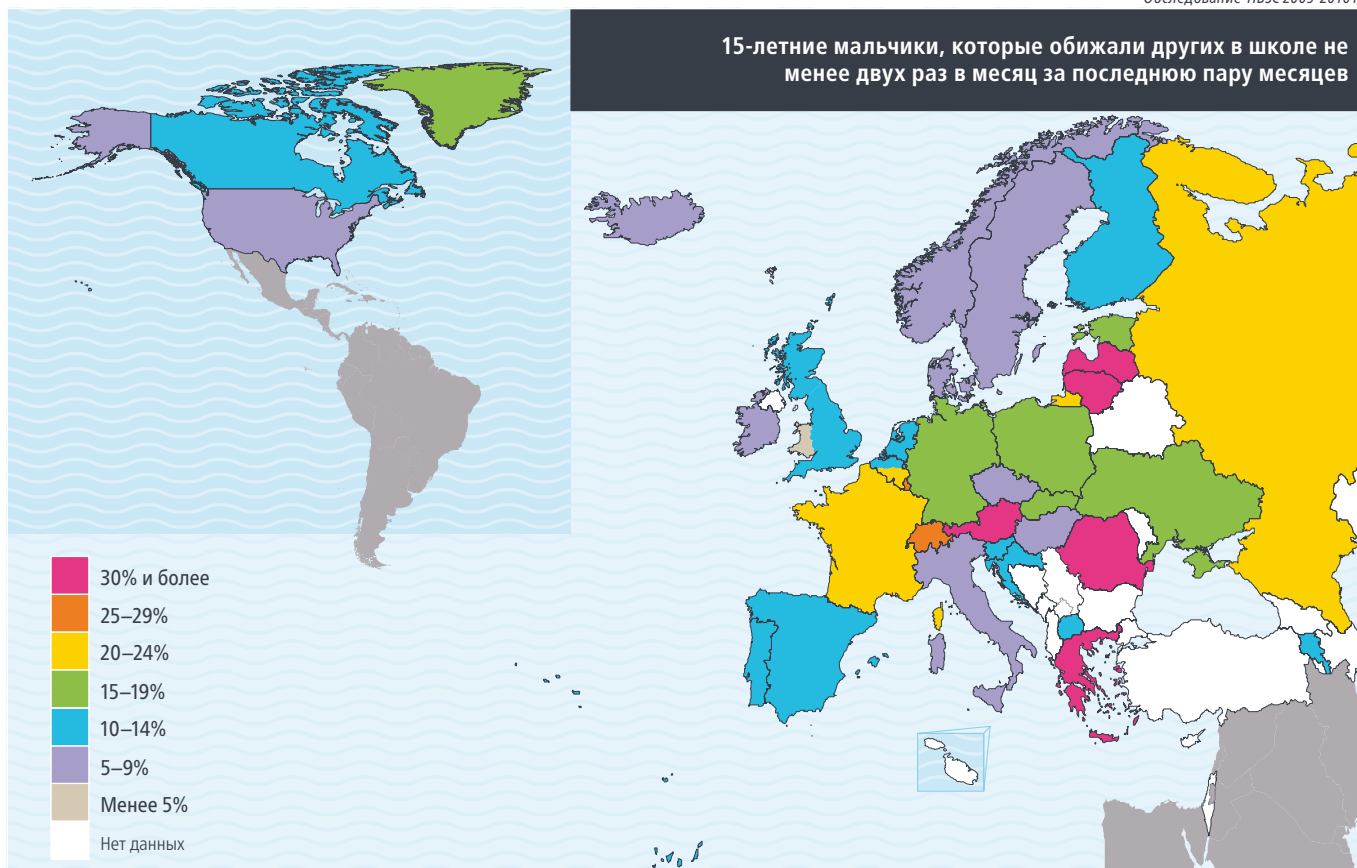 15-летние мальчики, которые обижали других в школе не
менее двух раз в месяц за последнюю пару месяцев
30% и более
25–29%
20–24%
15–19%
10–14%
5–9%
Менее 5%
Нет данных